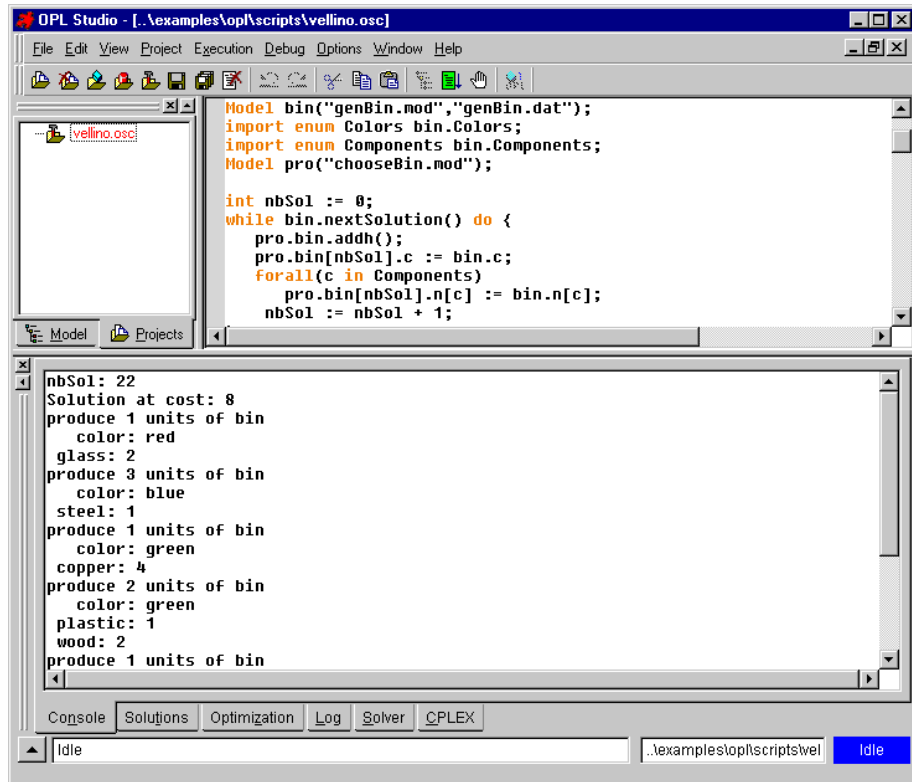 OPL Studio - [..\examples\opl\scripts\vellino.osc]
File Edit View Project Execution Debug Options Window Help
vellino.osc
Model bin("genBin.mod","genBin.dat");
import enum Colors bin.Colors;
import enum Components bin.Components;
Model pro("chooseBin.mod");
int nbSol := 0;
while bin.nextSolution() do {
pro.bin.addh();
pro.bin[nbSol].c := bin.c;
forall(c in Components)
pro.bin[nbSol].n[c] := bin.n[c];
nbSol := nbSol + 1;
Model Projects
nbSol: 22
Solution at cost: 8
produce 1 units of bin
color: red
glass: 2
produce 3 units of bin
color: blue
steel: 1
produce 1 units of bin
color: green
copper: 4
produce 2 units of bin
color: green
plastic: 1
wood: 2
produce 1 units of bin
Console Solutions Optimization Log Solver CPLEX
Idle ..\examples\opl\scripts\vel Idle